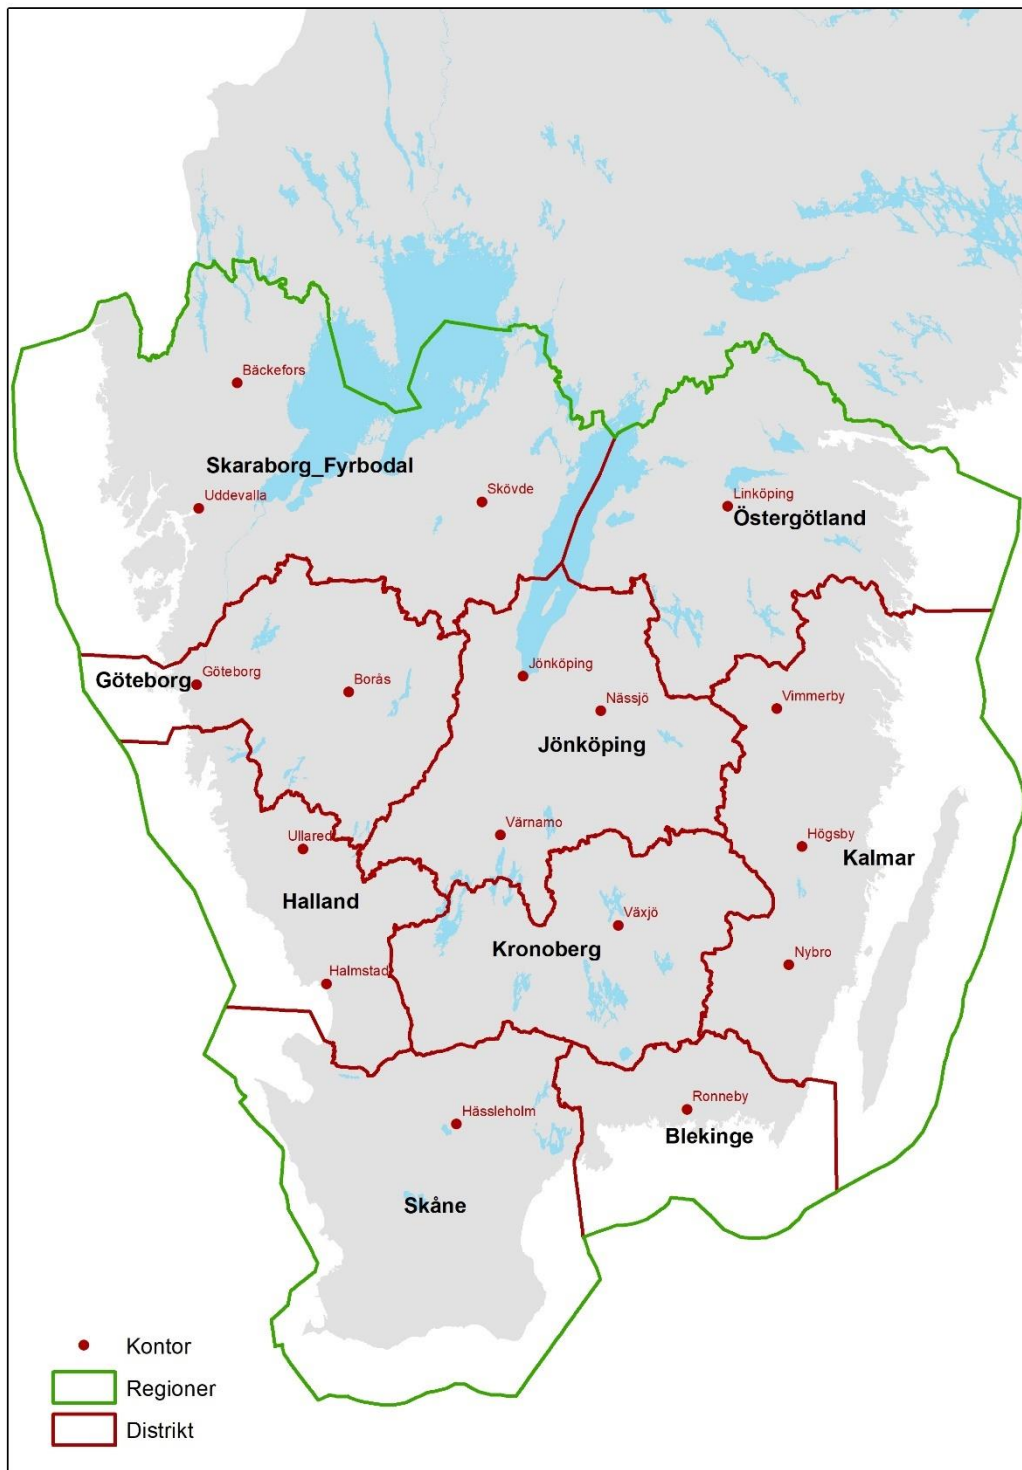 Bäckefors
Skaraborg_Fyrbodal
Uddevalla
Skövde
Linköping
Östergötland
Göteborg
Göteborg
Borås
Jönköping
Nässjö
Jönköping
Vimmerby
Värnamo
Ullared
Högsby
Kalmar
Halland
Växjö
Kronoberg
Nybro
Halmstad
Hässleholm
Ronneby
Blekinge
Skåne
Kontor
Regioner
Distrikt